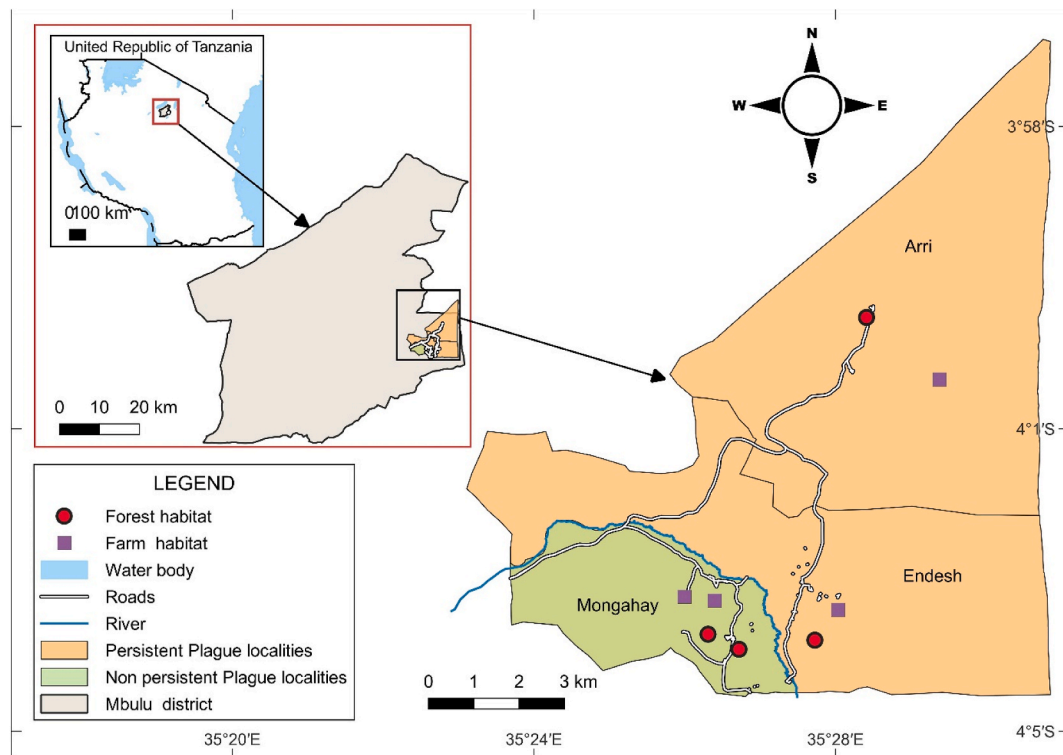 United Republic of Tanzania
0100 km
0 10 20 km
N
W E
S
3°58'S
Arri
4°1'S
LEGEND
Forest habitat
Farm habitat
Water body
Roads
River
Persistent Plague localities
Non persistent Plague localities
Mbulu district
Mongahay
Endesh
0 1 2 3 km
4°5'S
35°20'E
35°24'E
35°28'E